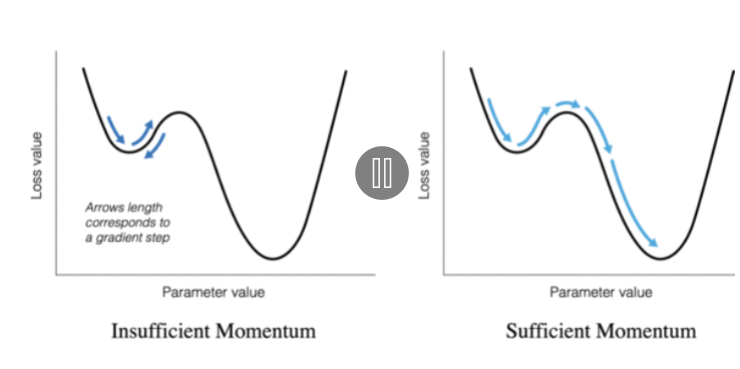 Loss value
Arrows length
corresponds to
a gradient step
Parameter value
Insufficient Momentum
Loss value
Parameter value
Sufficient Momentum